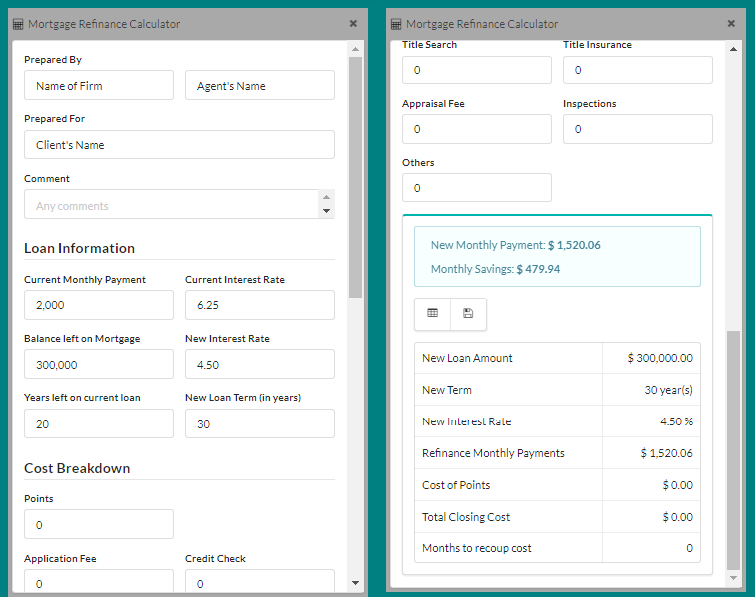 Mortgage Refinance Calculator
Prepared By
Name of Firm Agent's Name
Prepared For
Client's Name
Comment
Any comments
Loan Information
Current Monthly Payment Current Interest Rate
2,000 6.25
Balance left on Mortgage New Interest Rate
300,000 4.50
Years left on current loan New Loan Term (in years)
20 30
Cost Breakdown
Points
0
Application Fee Credit Check
0 0
Mortgage Refinance Calculator
Title Search Title Insurance
0 0
Appraisal Fee Inspections
0 0
Others
0
New Monthly Payment: $ 1,520.06
Monthly Savings: $ 479.94
New Loan Amount $ 300,000.00
New Term 30 year(s)
New Interest Rate 4.50 %
Refinance Monthly Payments $ 1,520.06
Cost of Points $ 0.00
Total Closing Cost $ 0.00
Months to recoup cost 0